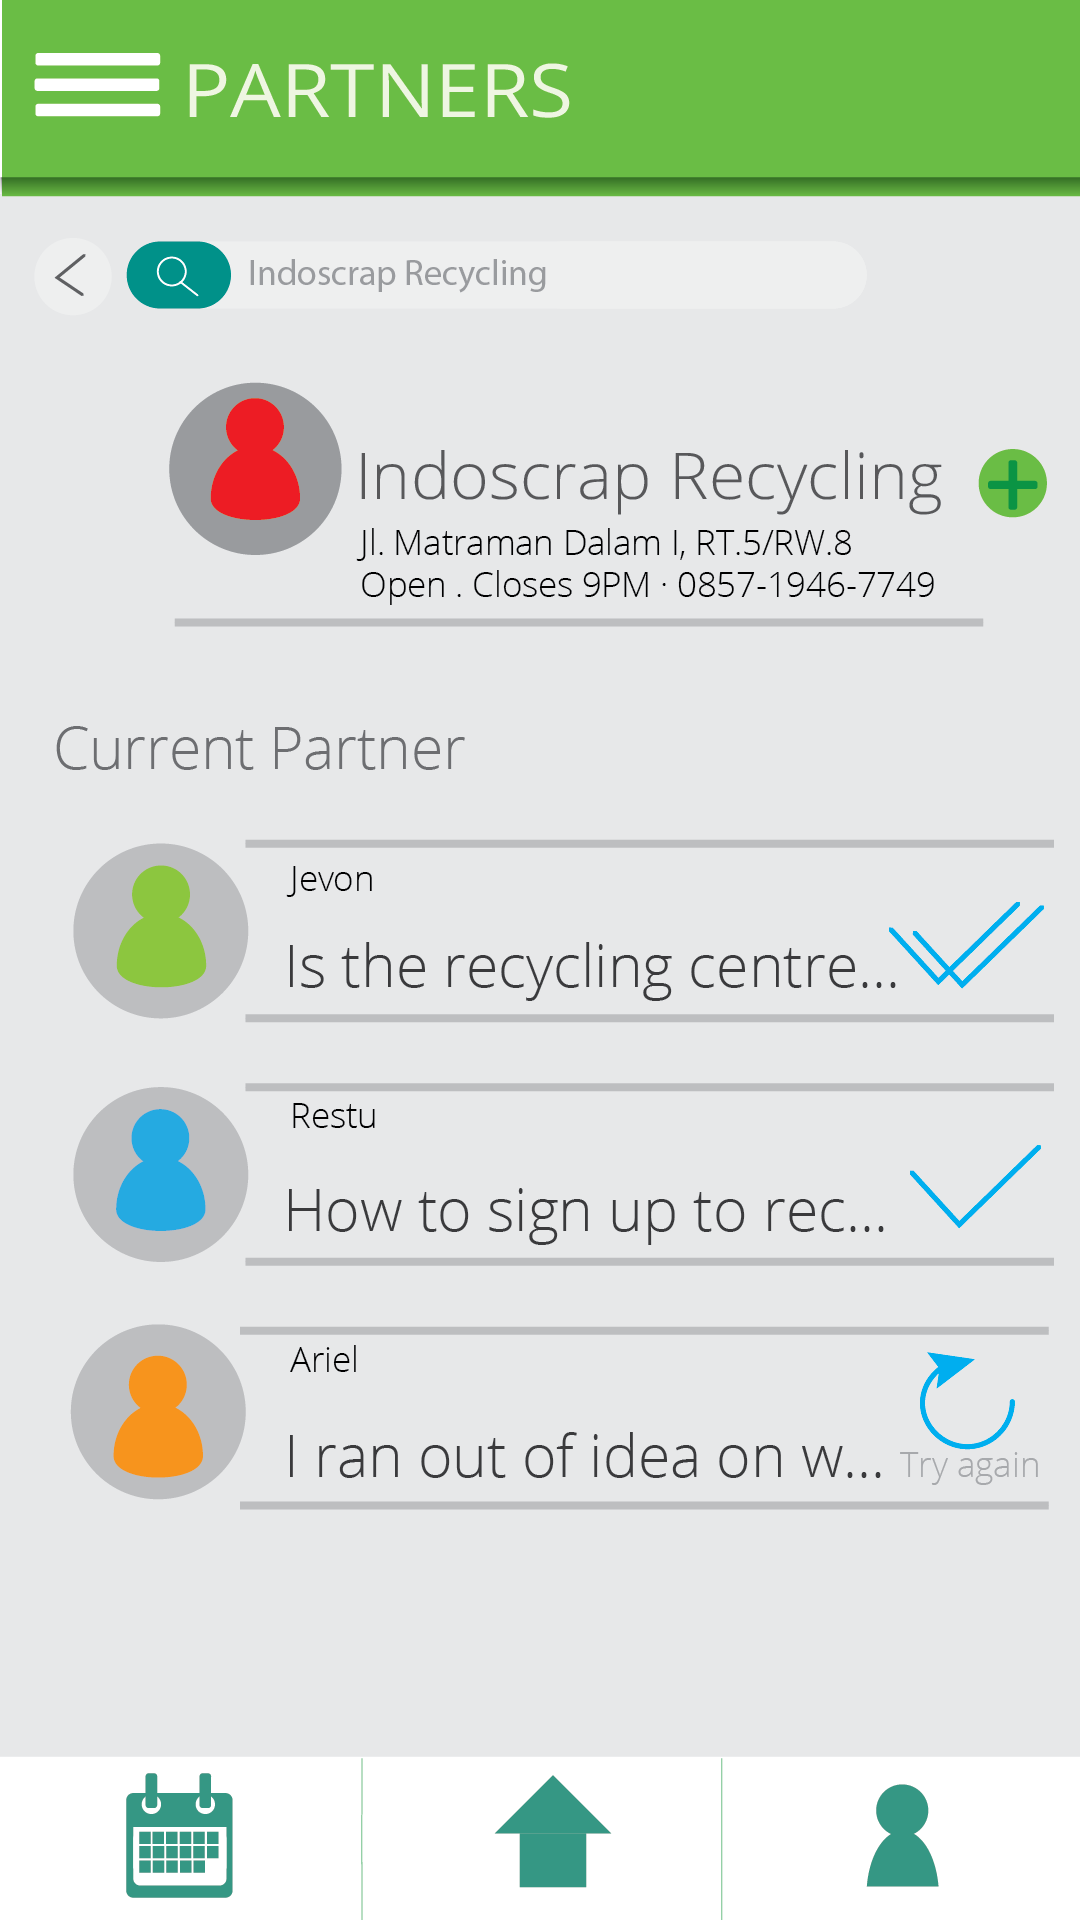 PARTNERS
Indoscrap Recycling
Indoscrap Recycling
Jl. Matraman Dalam I, RT.5/RW.8
Open . Closes 9PM · 0857-1946-7749
Current Partner
Jevon
Is the recycling centre...
Restu
How to sign up to rec...
Ariel
I ran out of idea on w...
Try again